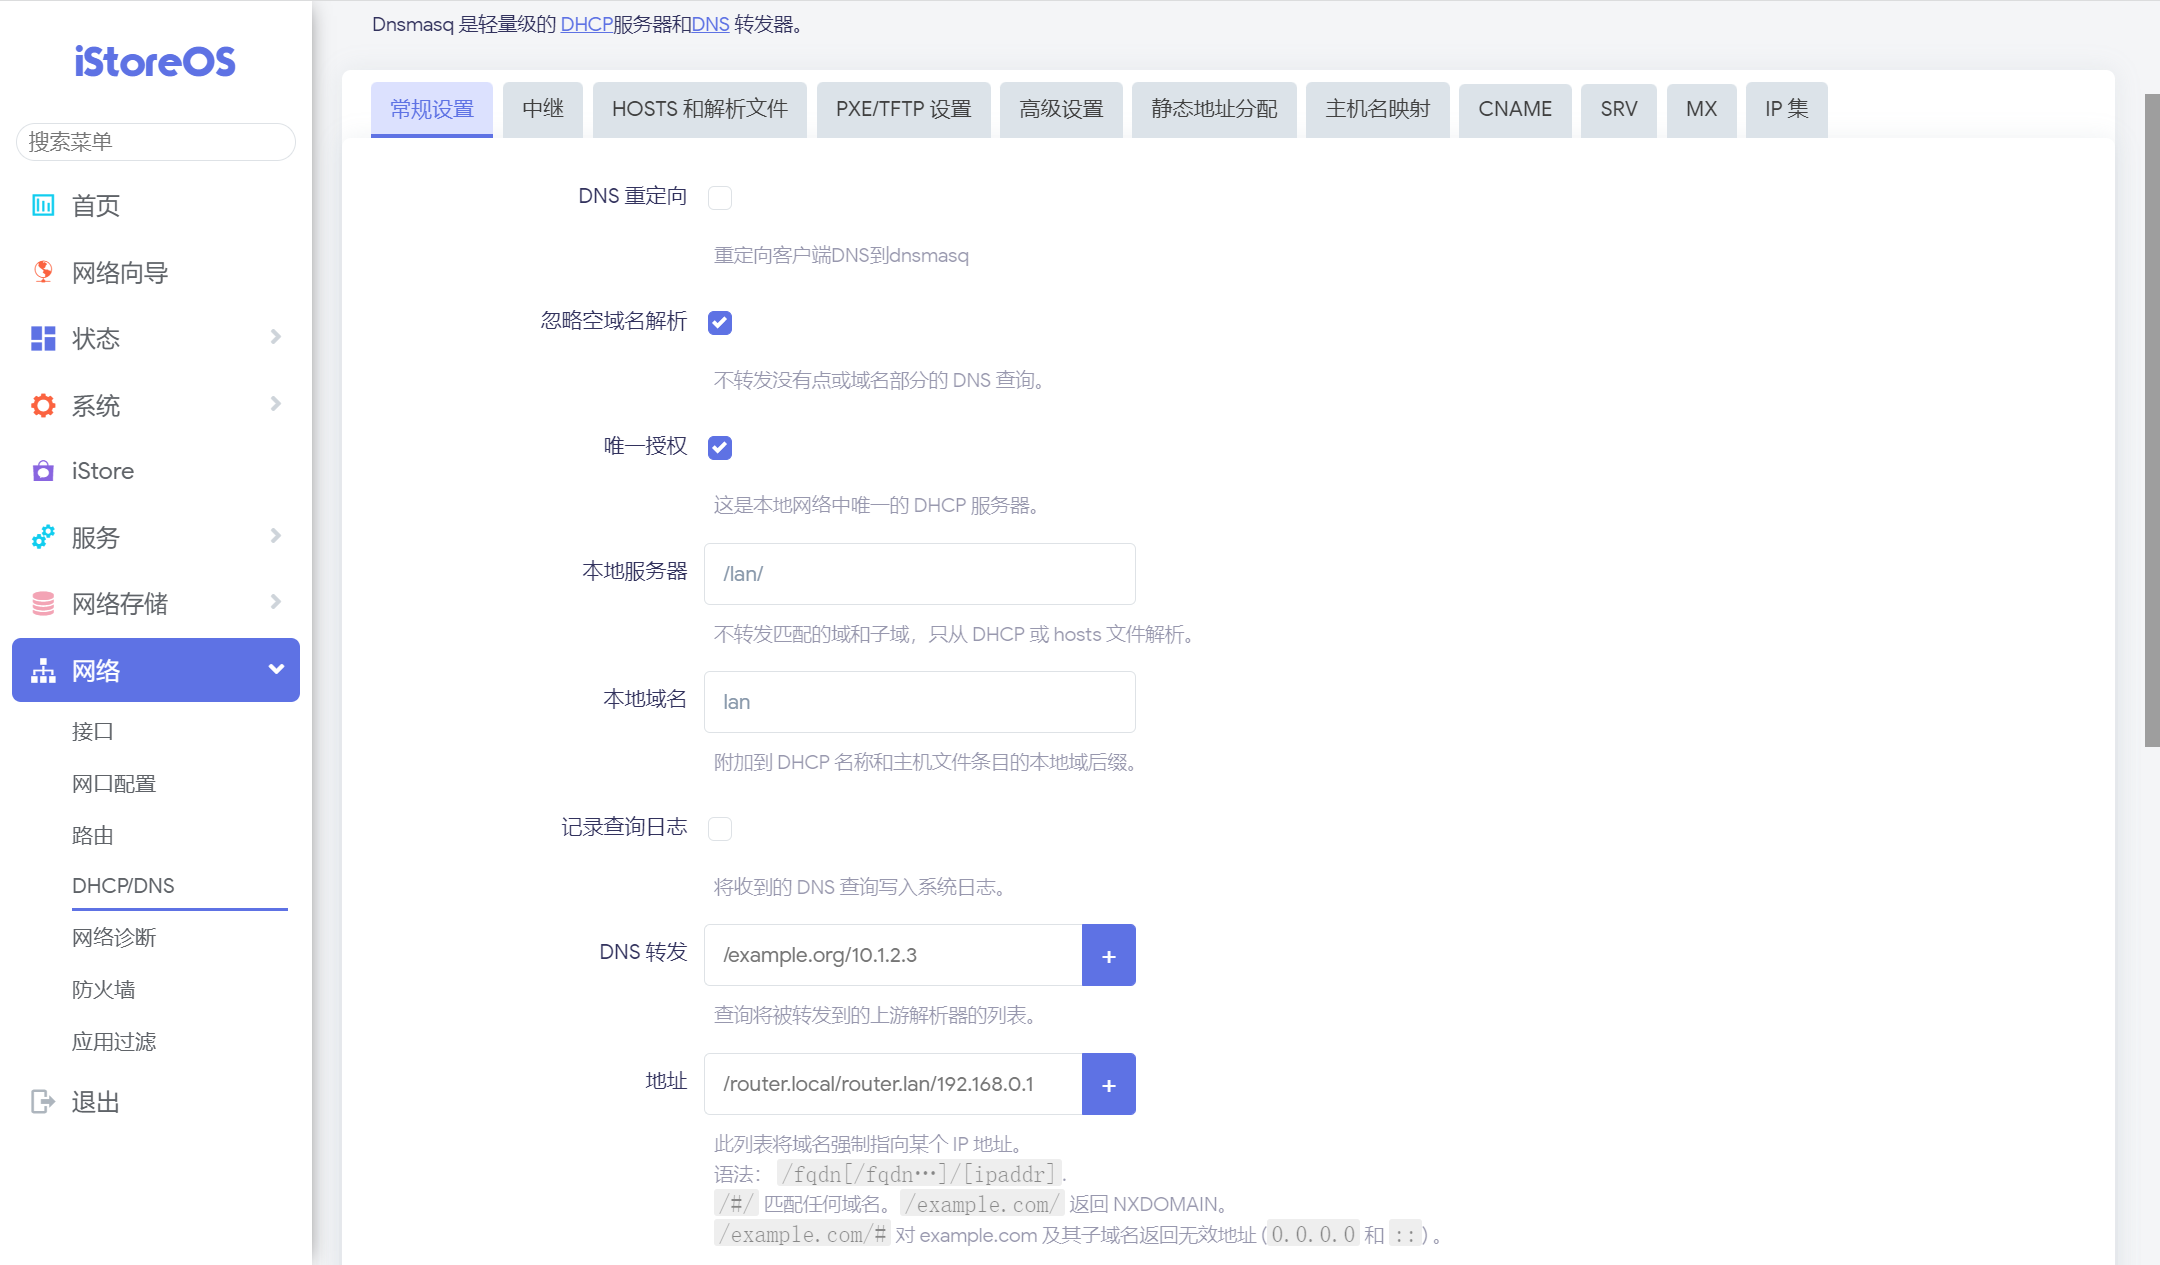 iStoreOS
搜索菜单
首页
网络向导
状态
系统
iStore
服务
网络存储
网络
接口
网口配置
路由
DHCP/DNS
网络诊断
防火墙
应用过滤
退出
Dnsmasq 是轻量级的 DHCP服务器和DNS 转发器。
常规设置 中继 HOSTS 和解析文件 PXE/TFTP 设置 高级设置 静态地址分配 主机名映射 CNAME SRV MX IP 集
DNS 重定向
重定向客户端DNS到dnsmasq
忽略空域名解析
不转发没有点或域名部分的 DNS 查询。
唯一授权
这是本地网络中唯一的 DHCP 服务器。
本地服务器 /lan/
不转发匹配的域和子域，只从 DHCP 或 hosts 文件解析。
本地域名 lan
附加到 DHCP 名称和主机文件条目的本地域后缀。
记录查询日志
将收到的 DNS 查询写入系统日志。
DNS 转发 /example.org/10.1.2.3 +
查询将被转发到的上游解析器的列表。
地址 /router.local/router.lan/192.168.0.1 +
此列表将域名强制指向某个 IP 地址。
语法： /fqdn[/fqdn…]/[ipaddr].
/#/ 匹配任何域名。 /example.com/ 返回 NXDOMAIN。
/example.com/# 对 example.com 及其子域名返回无效地址 (0.0.0.0 和 ::) 。